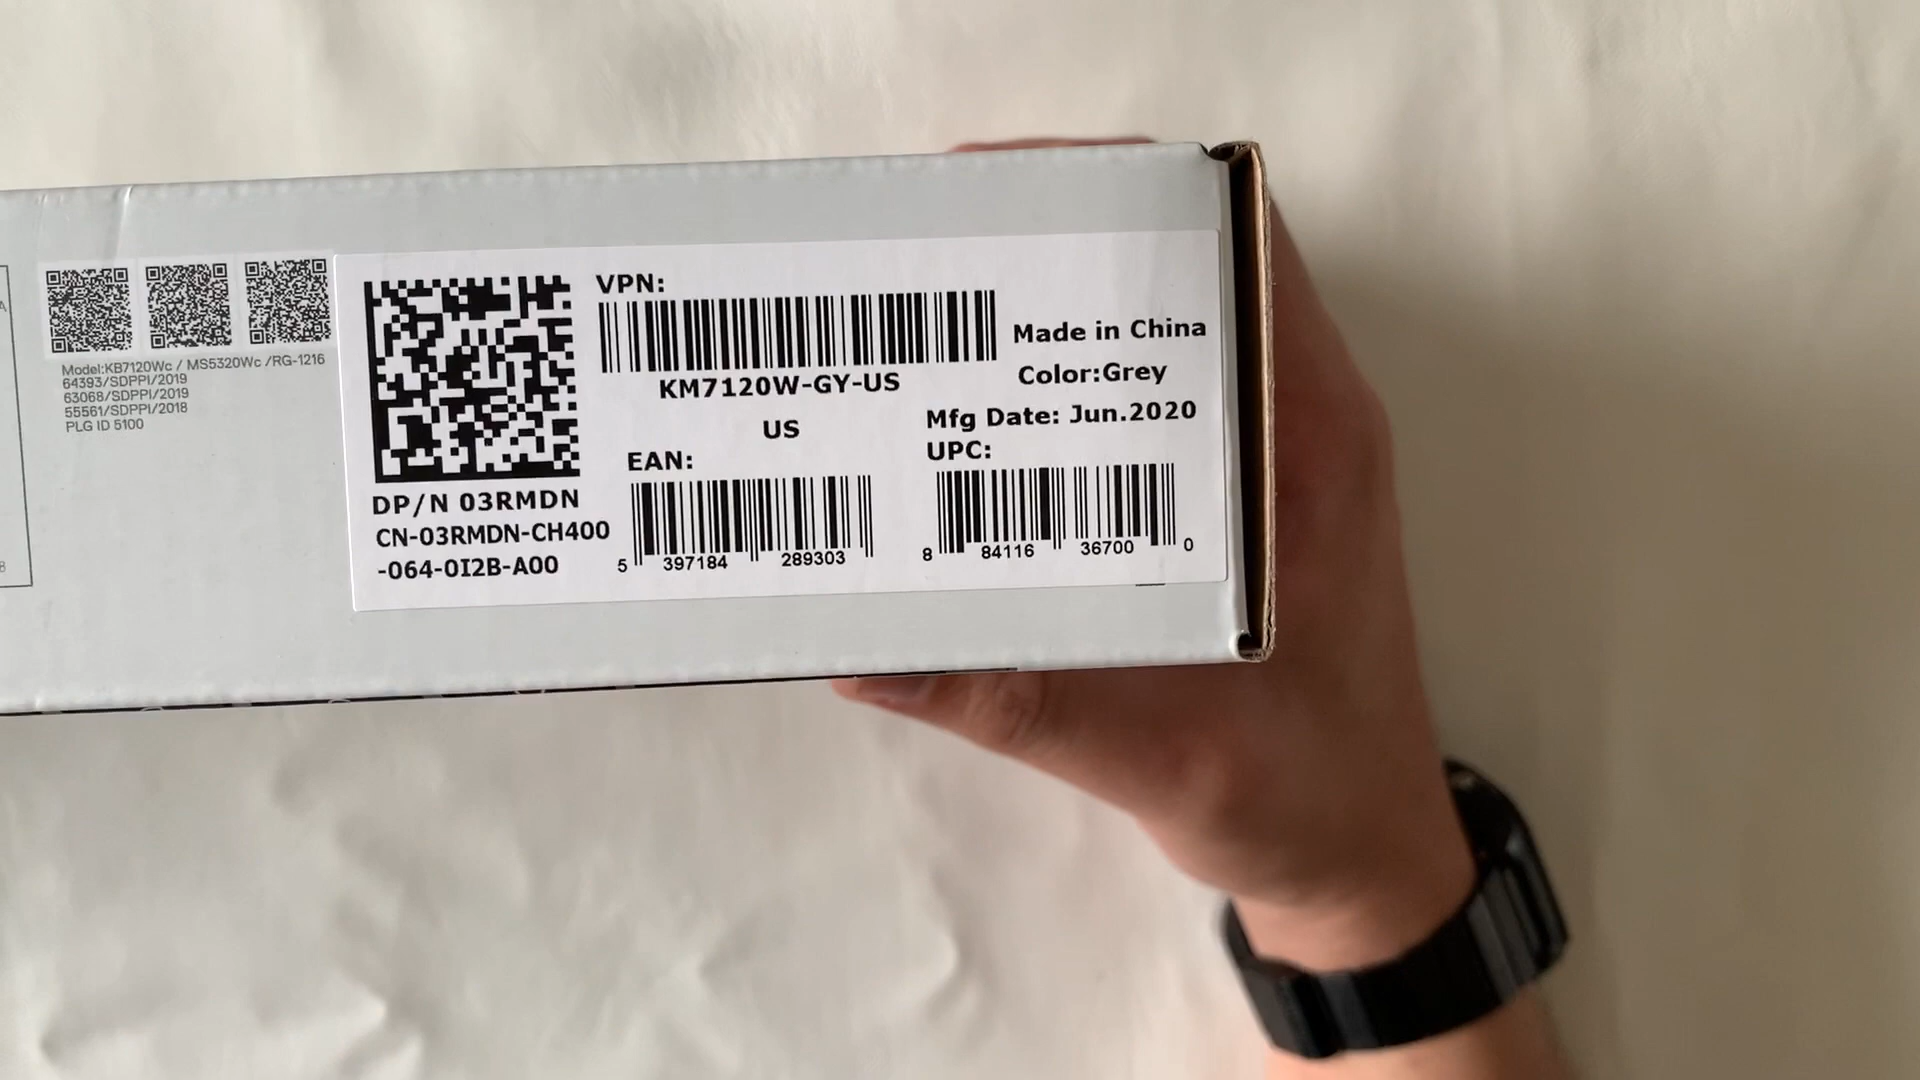 Model:KB7120Wc / MS5320Wc /RG-1216
64393/SDPPI/2019
63068/SDPPI/2019
55561/SDPPI/2018
PLG ID 5100
VPN:
KM7120W-GY-US
US
Made in China
Color:Grey
Mfg Date: Jun.2020
EAN:
5 397184 289303
UPC:
8 84116 36700 0
DP/N 03RMDN
CN-03RMDN-CH400
-064-0I2B-A00